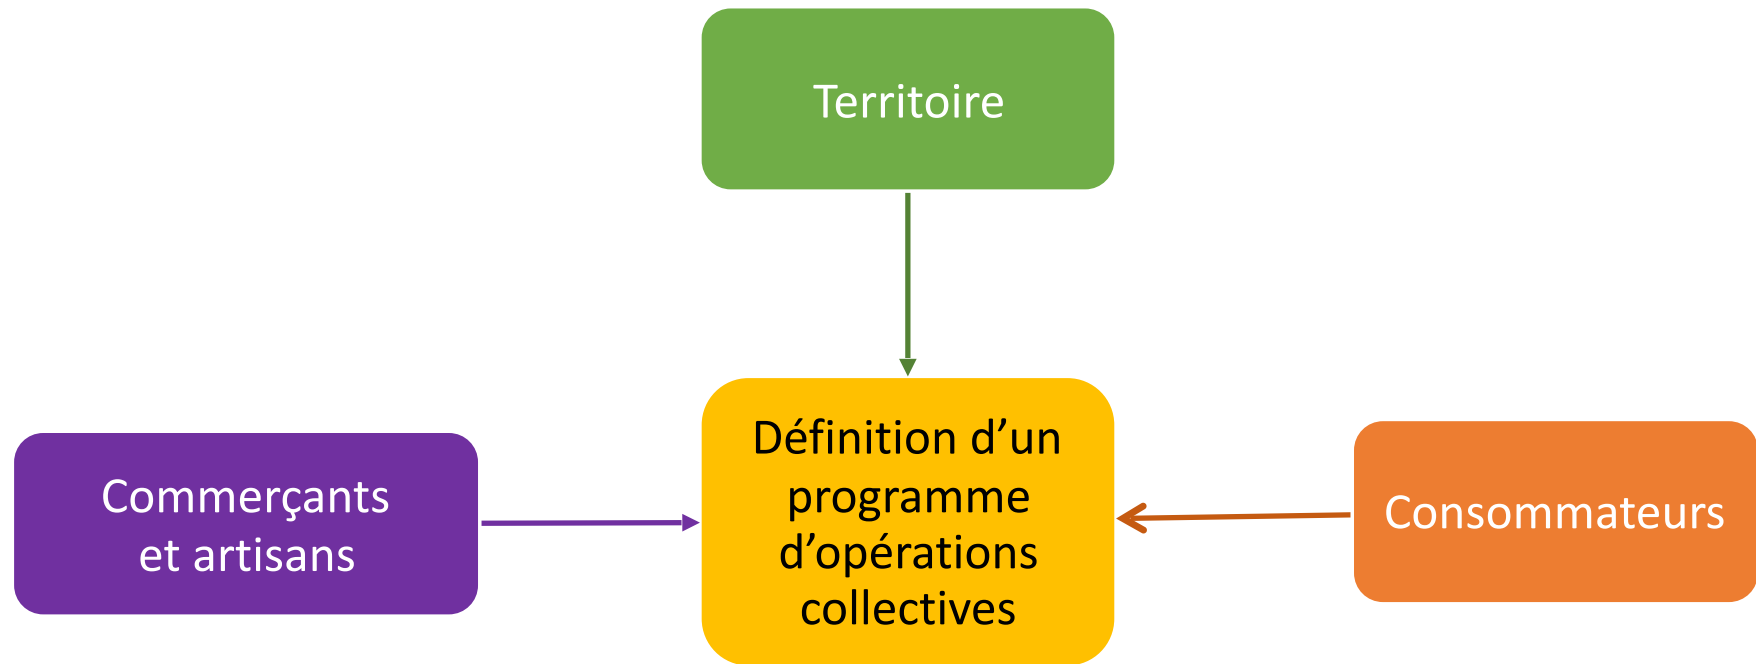 Territoire
Définition d’un
programme
d’opérations
collectives
Commerçants
et artisans
Consommateurs